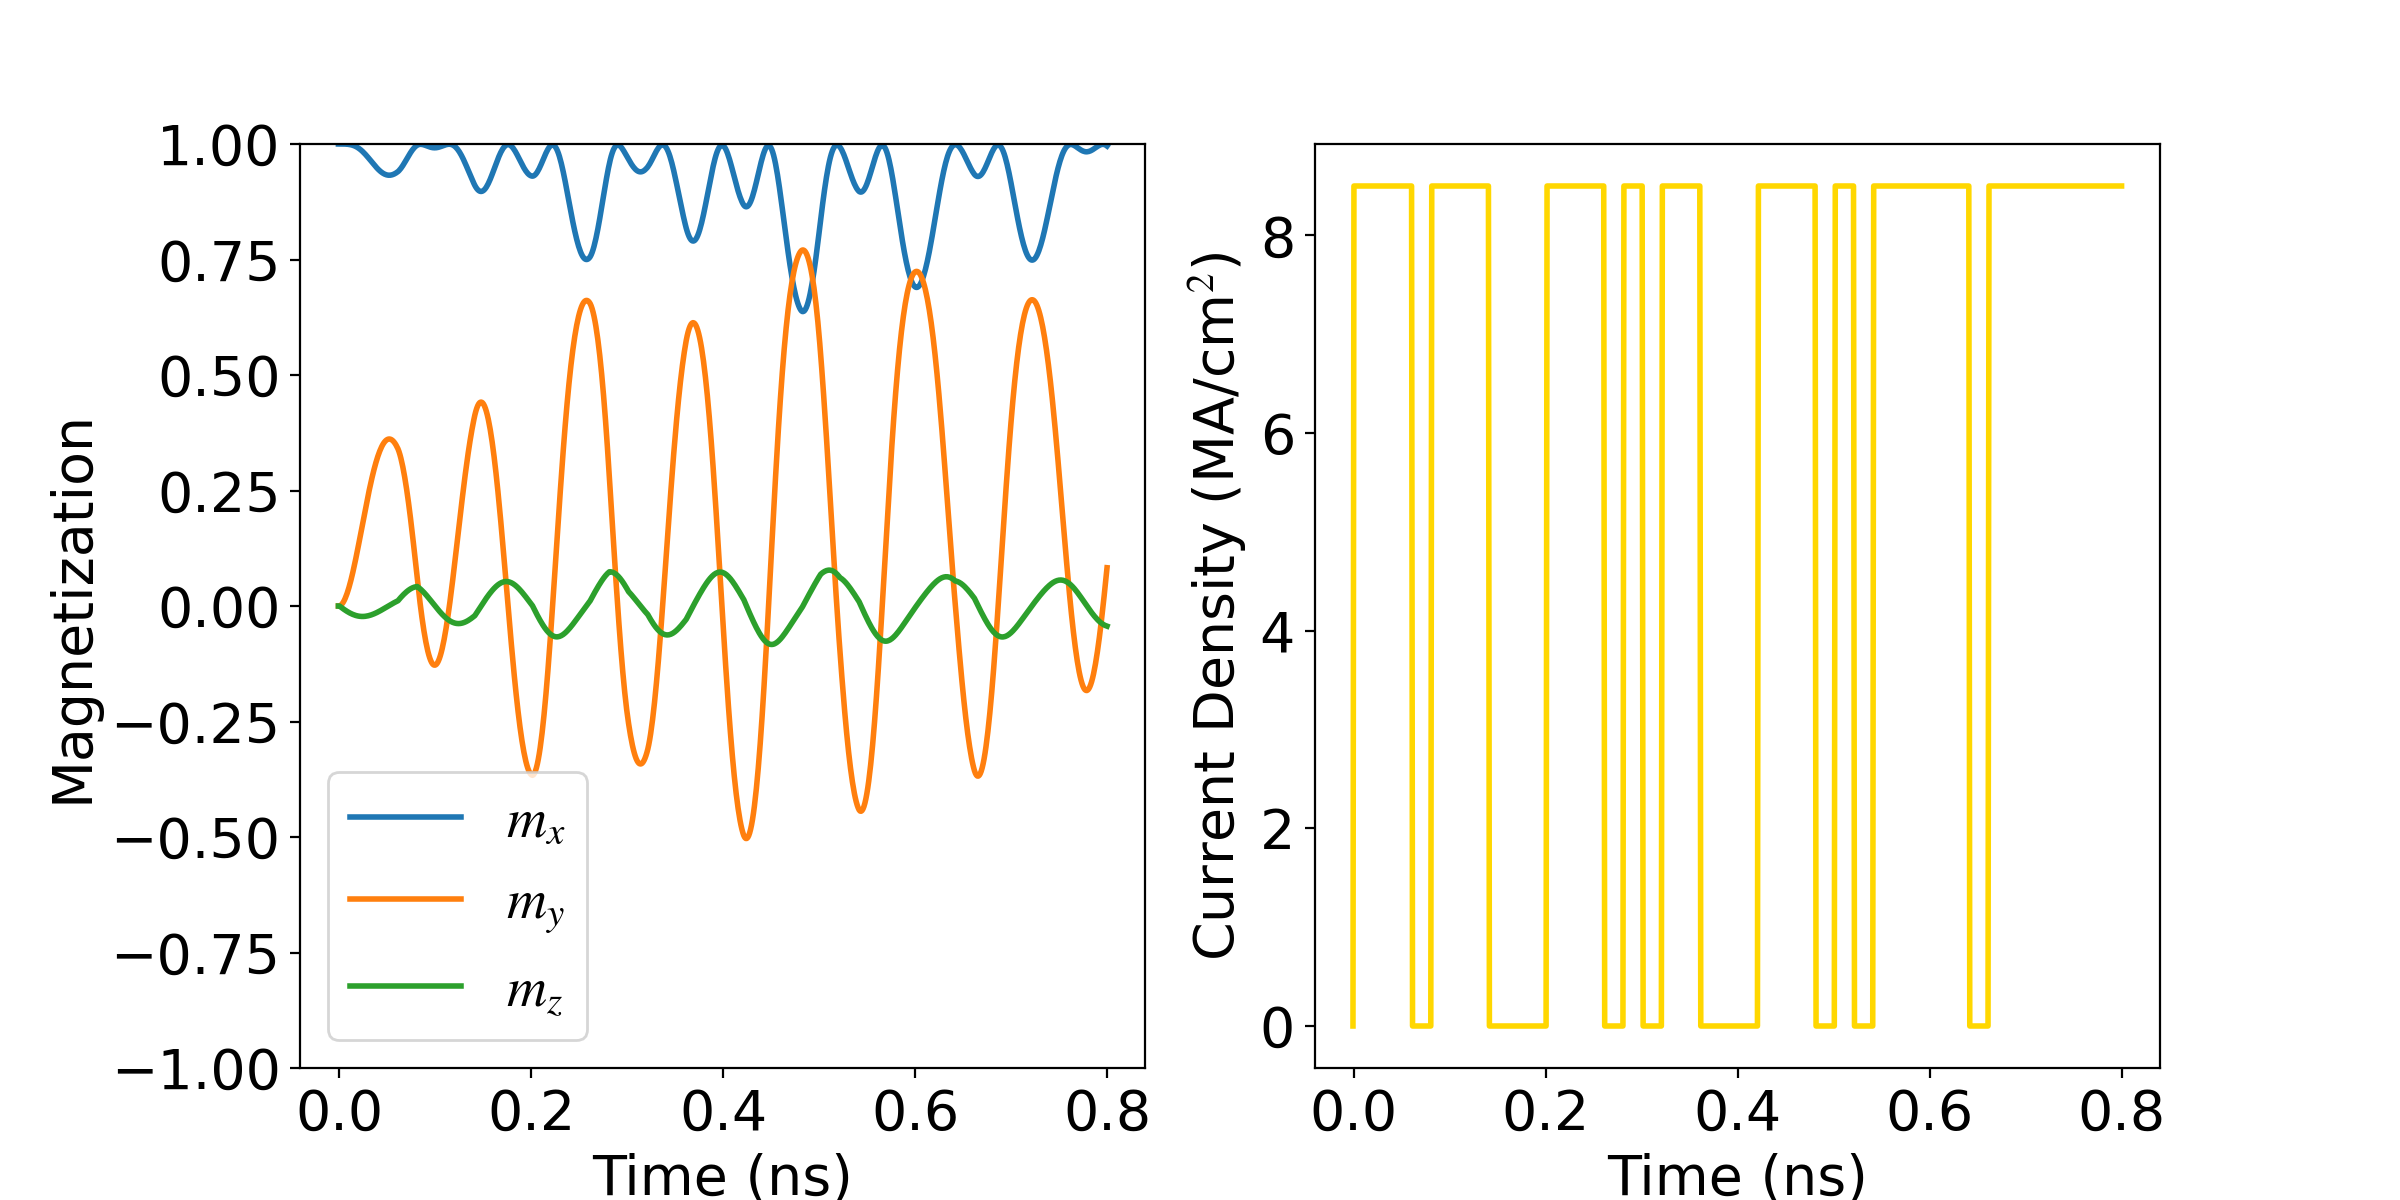 Magnetization
1.00
0.75
0.50
0.25
0.00
−0.25
−0.50
−0.75
−1.00
m_x
m_y
m_z
0.0 0.2 0.4 0.6 0.8
Time (ns)
Current Density (MA/cm²)
8
6
4
2
0
0.0 0.2 0.4 0.6 0.8
Time (ns)